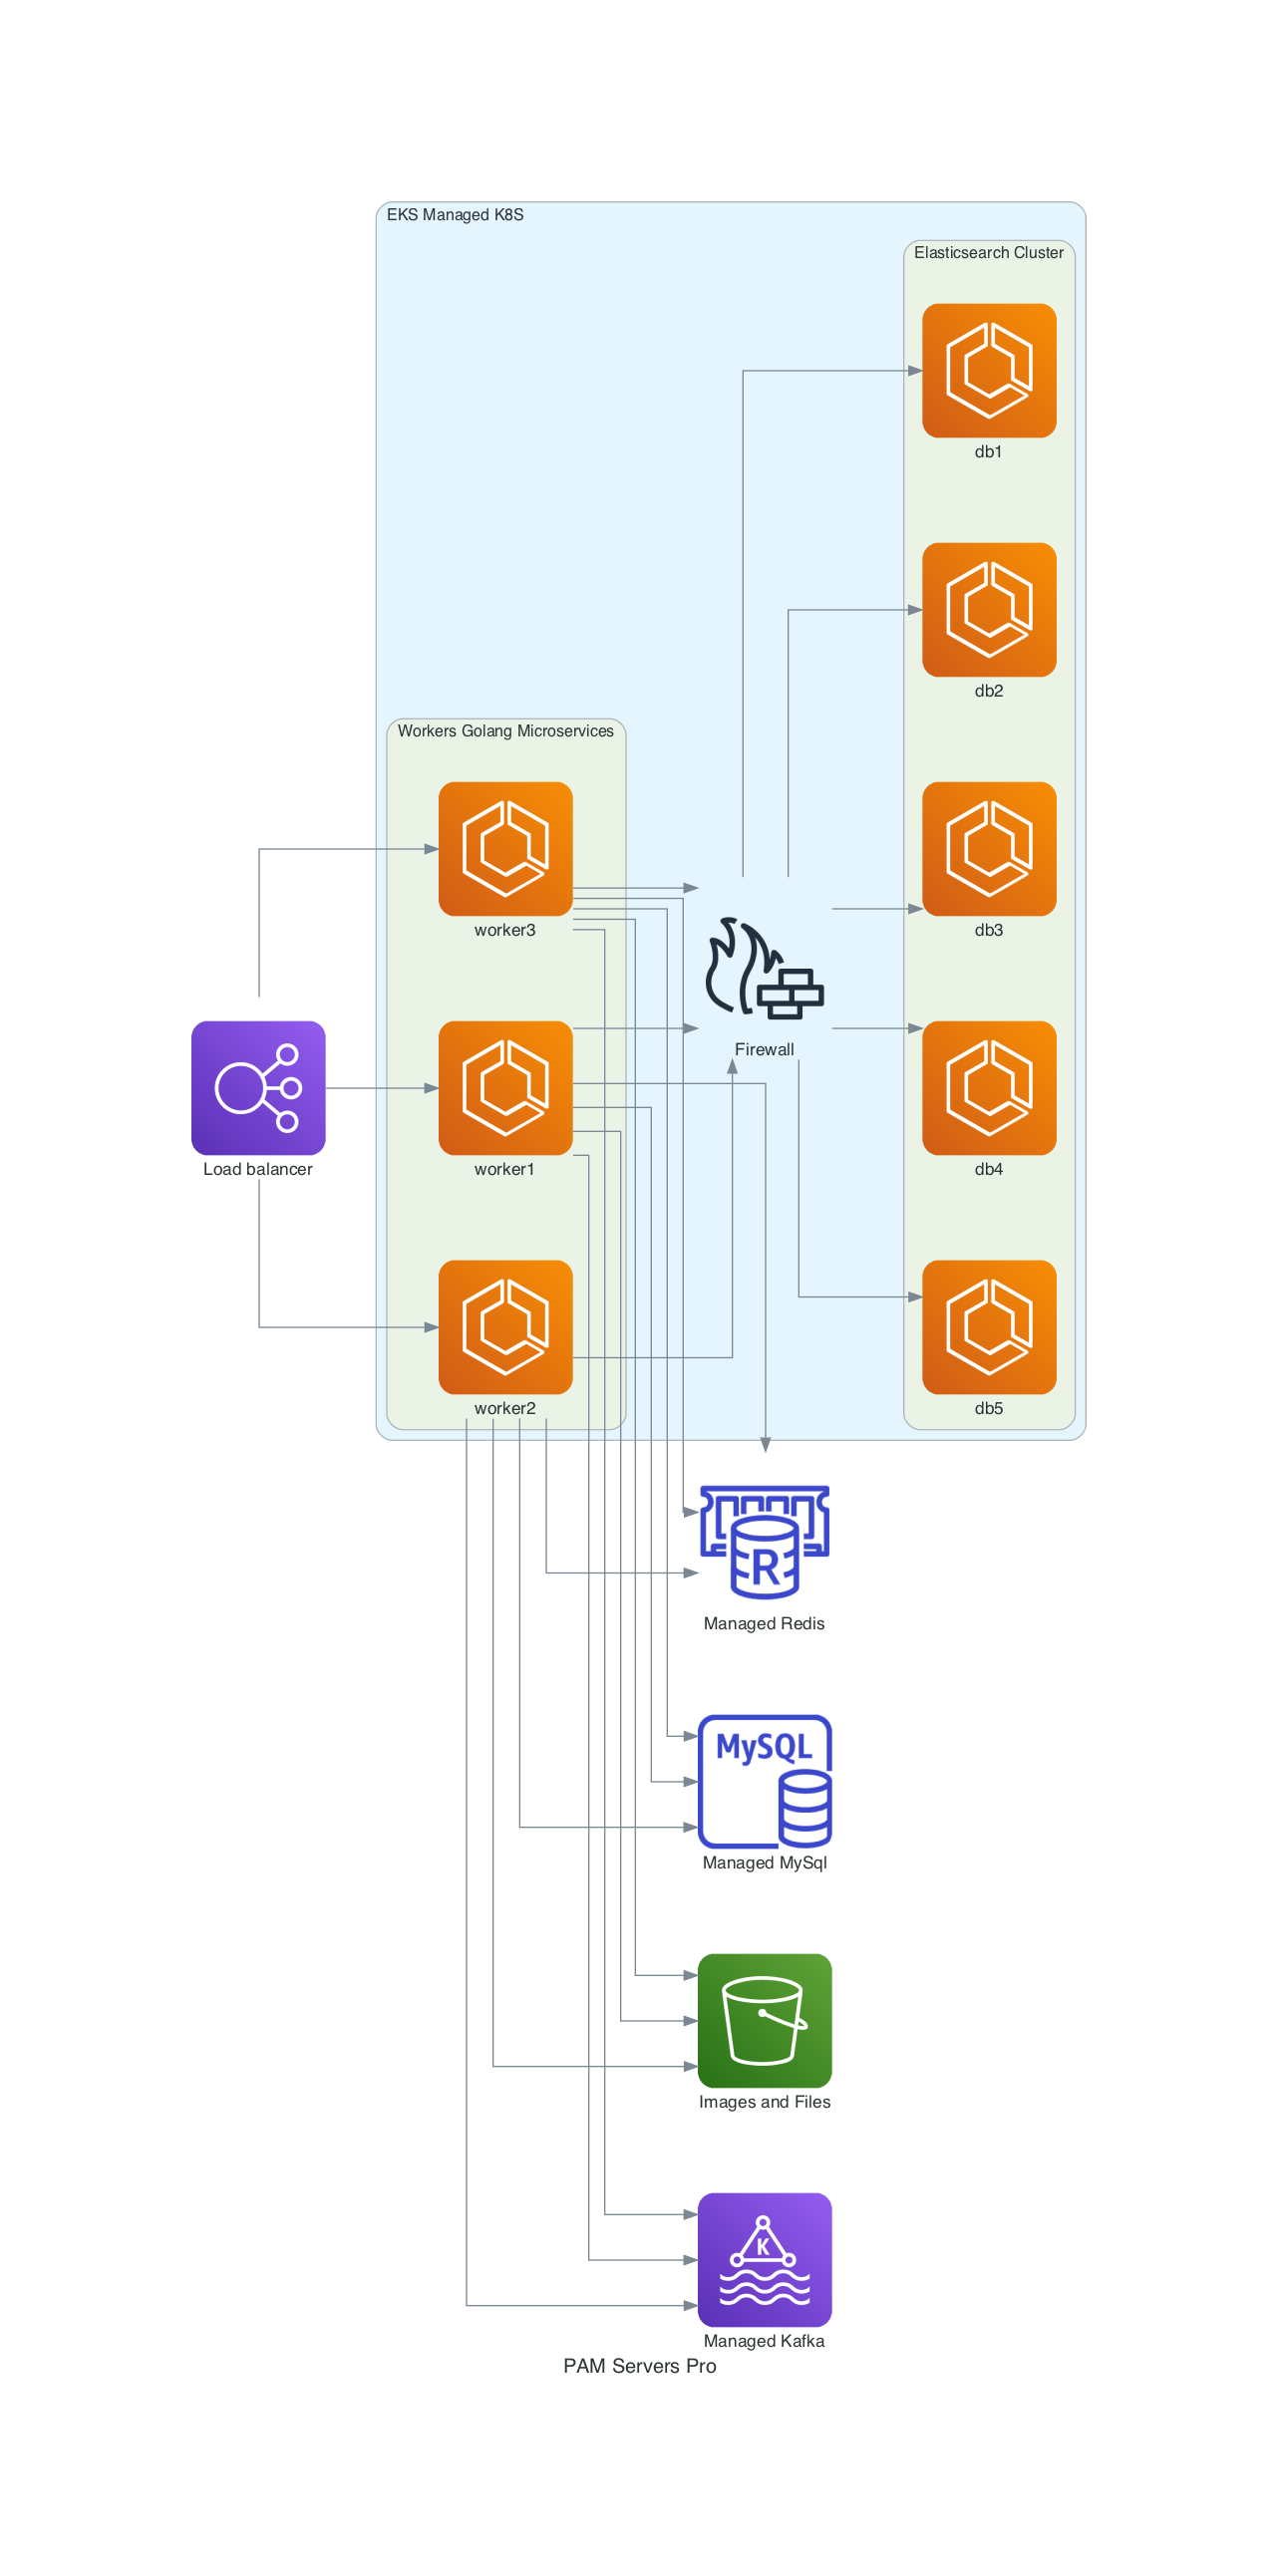 EKS Managed K8S
Elasticsearch Cluster
db1
db2
Workers Golang Microservices
worker3
db3
Firewall
Load balancer
worker1
db4
worker2
db5
R
Managed Redis
MySQL
Managed MySql
Images and Files
K
Managed Kafka
PAM Servers Pro